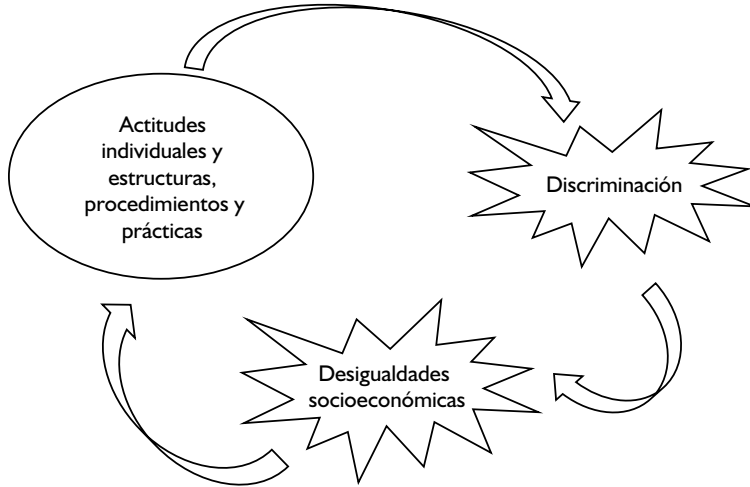 Actitudes
individuales y
estructuras,
procedimientos y
prácticas
Discriminación
Desigualdades
socioeconómicas